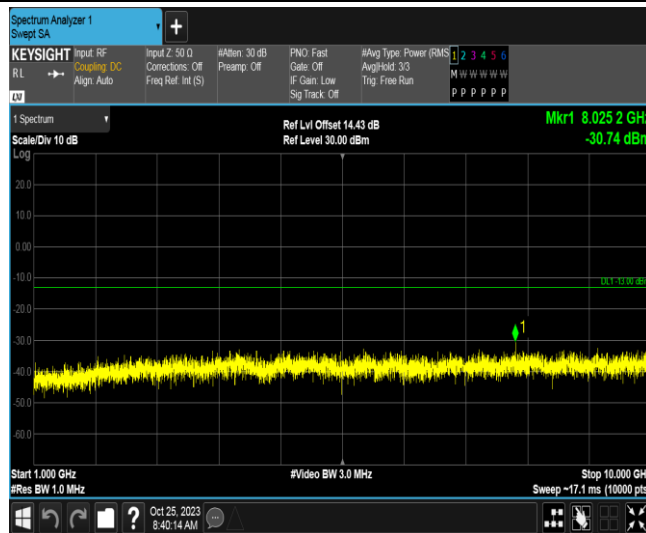 Spectrum Analyzer 1
Swept SA
+
KEYSIGHT
RL
LXI
Input: RF
Coupling: DC
Align: Auto
Input Z: 50 Ω
Corrections: Off
Freq Ref: Int (S)
#Atten: 30 dB
Preamp: Off
PNO: Fast
Gate: Off
IF Gain: Low
Sig Track: Off
#Avg Type: Power (RMS
Avg|Hold: 3/3
Trig: Free Run
1 2 3 4 5 6
M W W W W W
P P P P P P
1 Spectrum
Scale/Div 10 dB
Ref Lvl Offset 14.43 dB
Ref Level 30.00 dBm
Mkr1 8.025 2 GHz
-30.74 dBm
Log
20.0
10.0
0.00
-10.0
DL1 -13.00 dBm
-20.0
1
-30.0
-40.0
-50.0
-60.0
Start 1.000 GHz
#Video BW 3.0 MHz
Stop 10.000 GHz
#Res BW 1.0 MHz
Sweep ~17.1 ms (10000 pts
?
Oct 25, 2023
8:40:14 AM